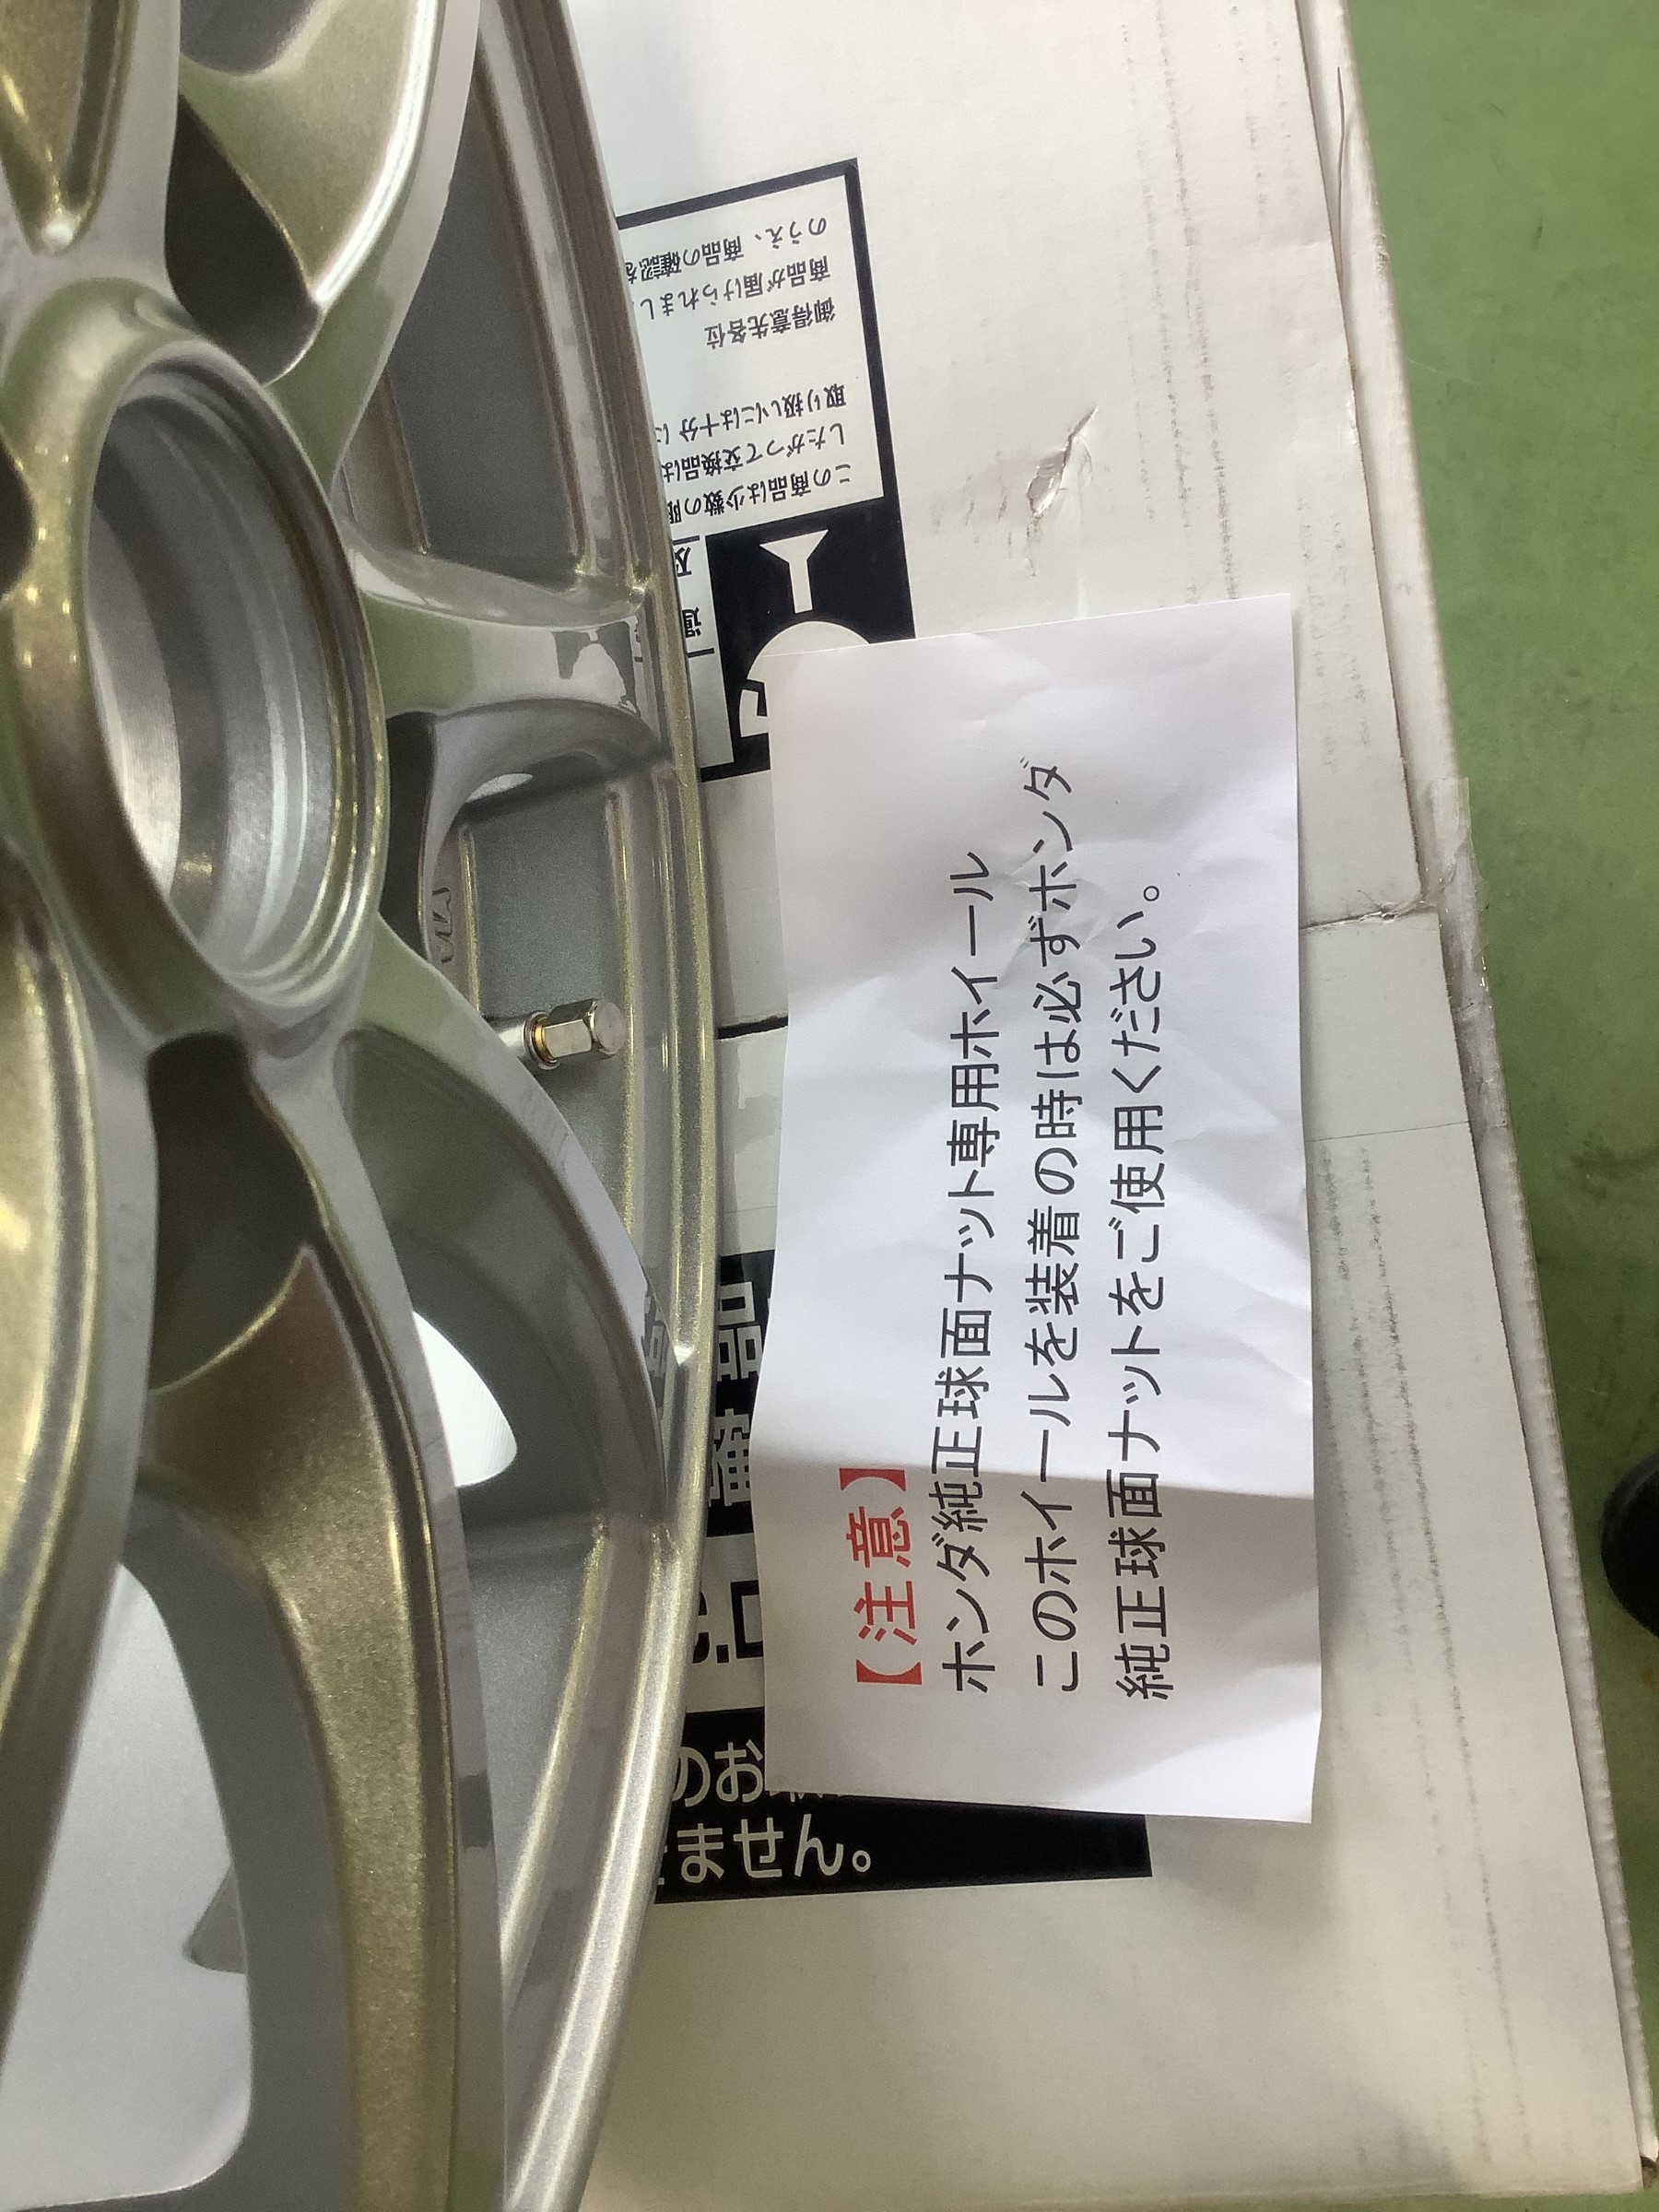 【注意】
ホンダ純正球面ナット専用ホイール
このホイールを装着の時は必ずホンダ
純正球面ナットをご使用ください。
御得意先各位
商品が届けられまし
のうえ、商品の確認を
この商品は少数の限
したがって交換品は
取り扱いには十分に
のお
ません。